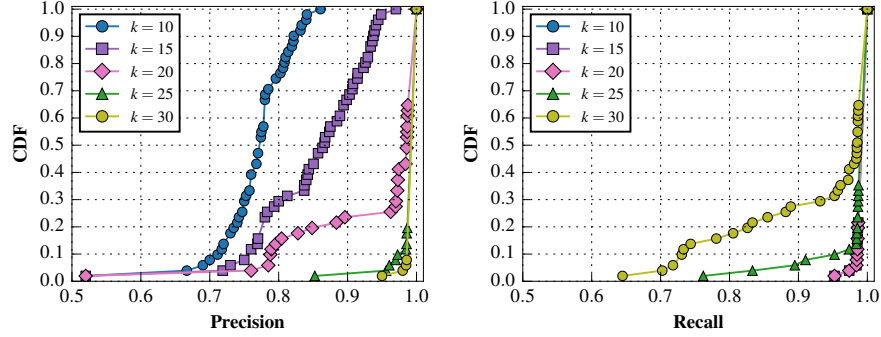 1.0
0.9
0.8
0.7
0.6
0.5
0.4
0.3
0.2
0.1
0.0
CDF
k = 10
k = 15
k = 20
k = 25
k = 30
0.5 0.6 0.7 0.8 0.9 1.0
Precision
1.0
0.9
0.8
0.7
0.6
0.5
0.4
0.3
0.2
0.1
0.0
CDF
k = 10
k = 15
k = 20
k = 25
k = 30
0.5 0.6 0.7 0.8 0.9 1.0
Recall